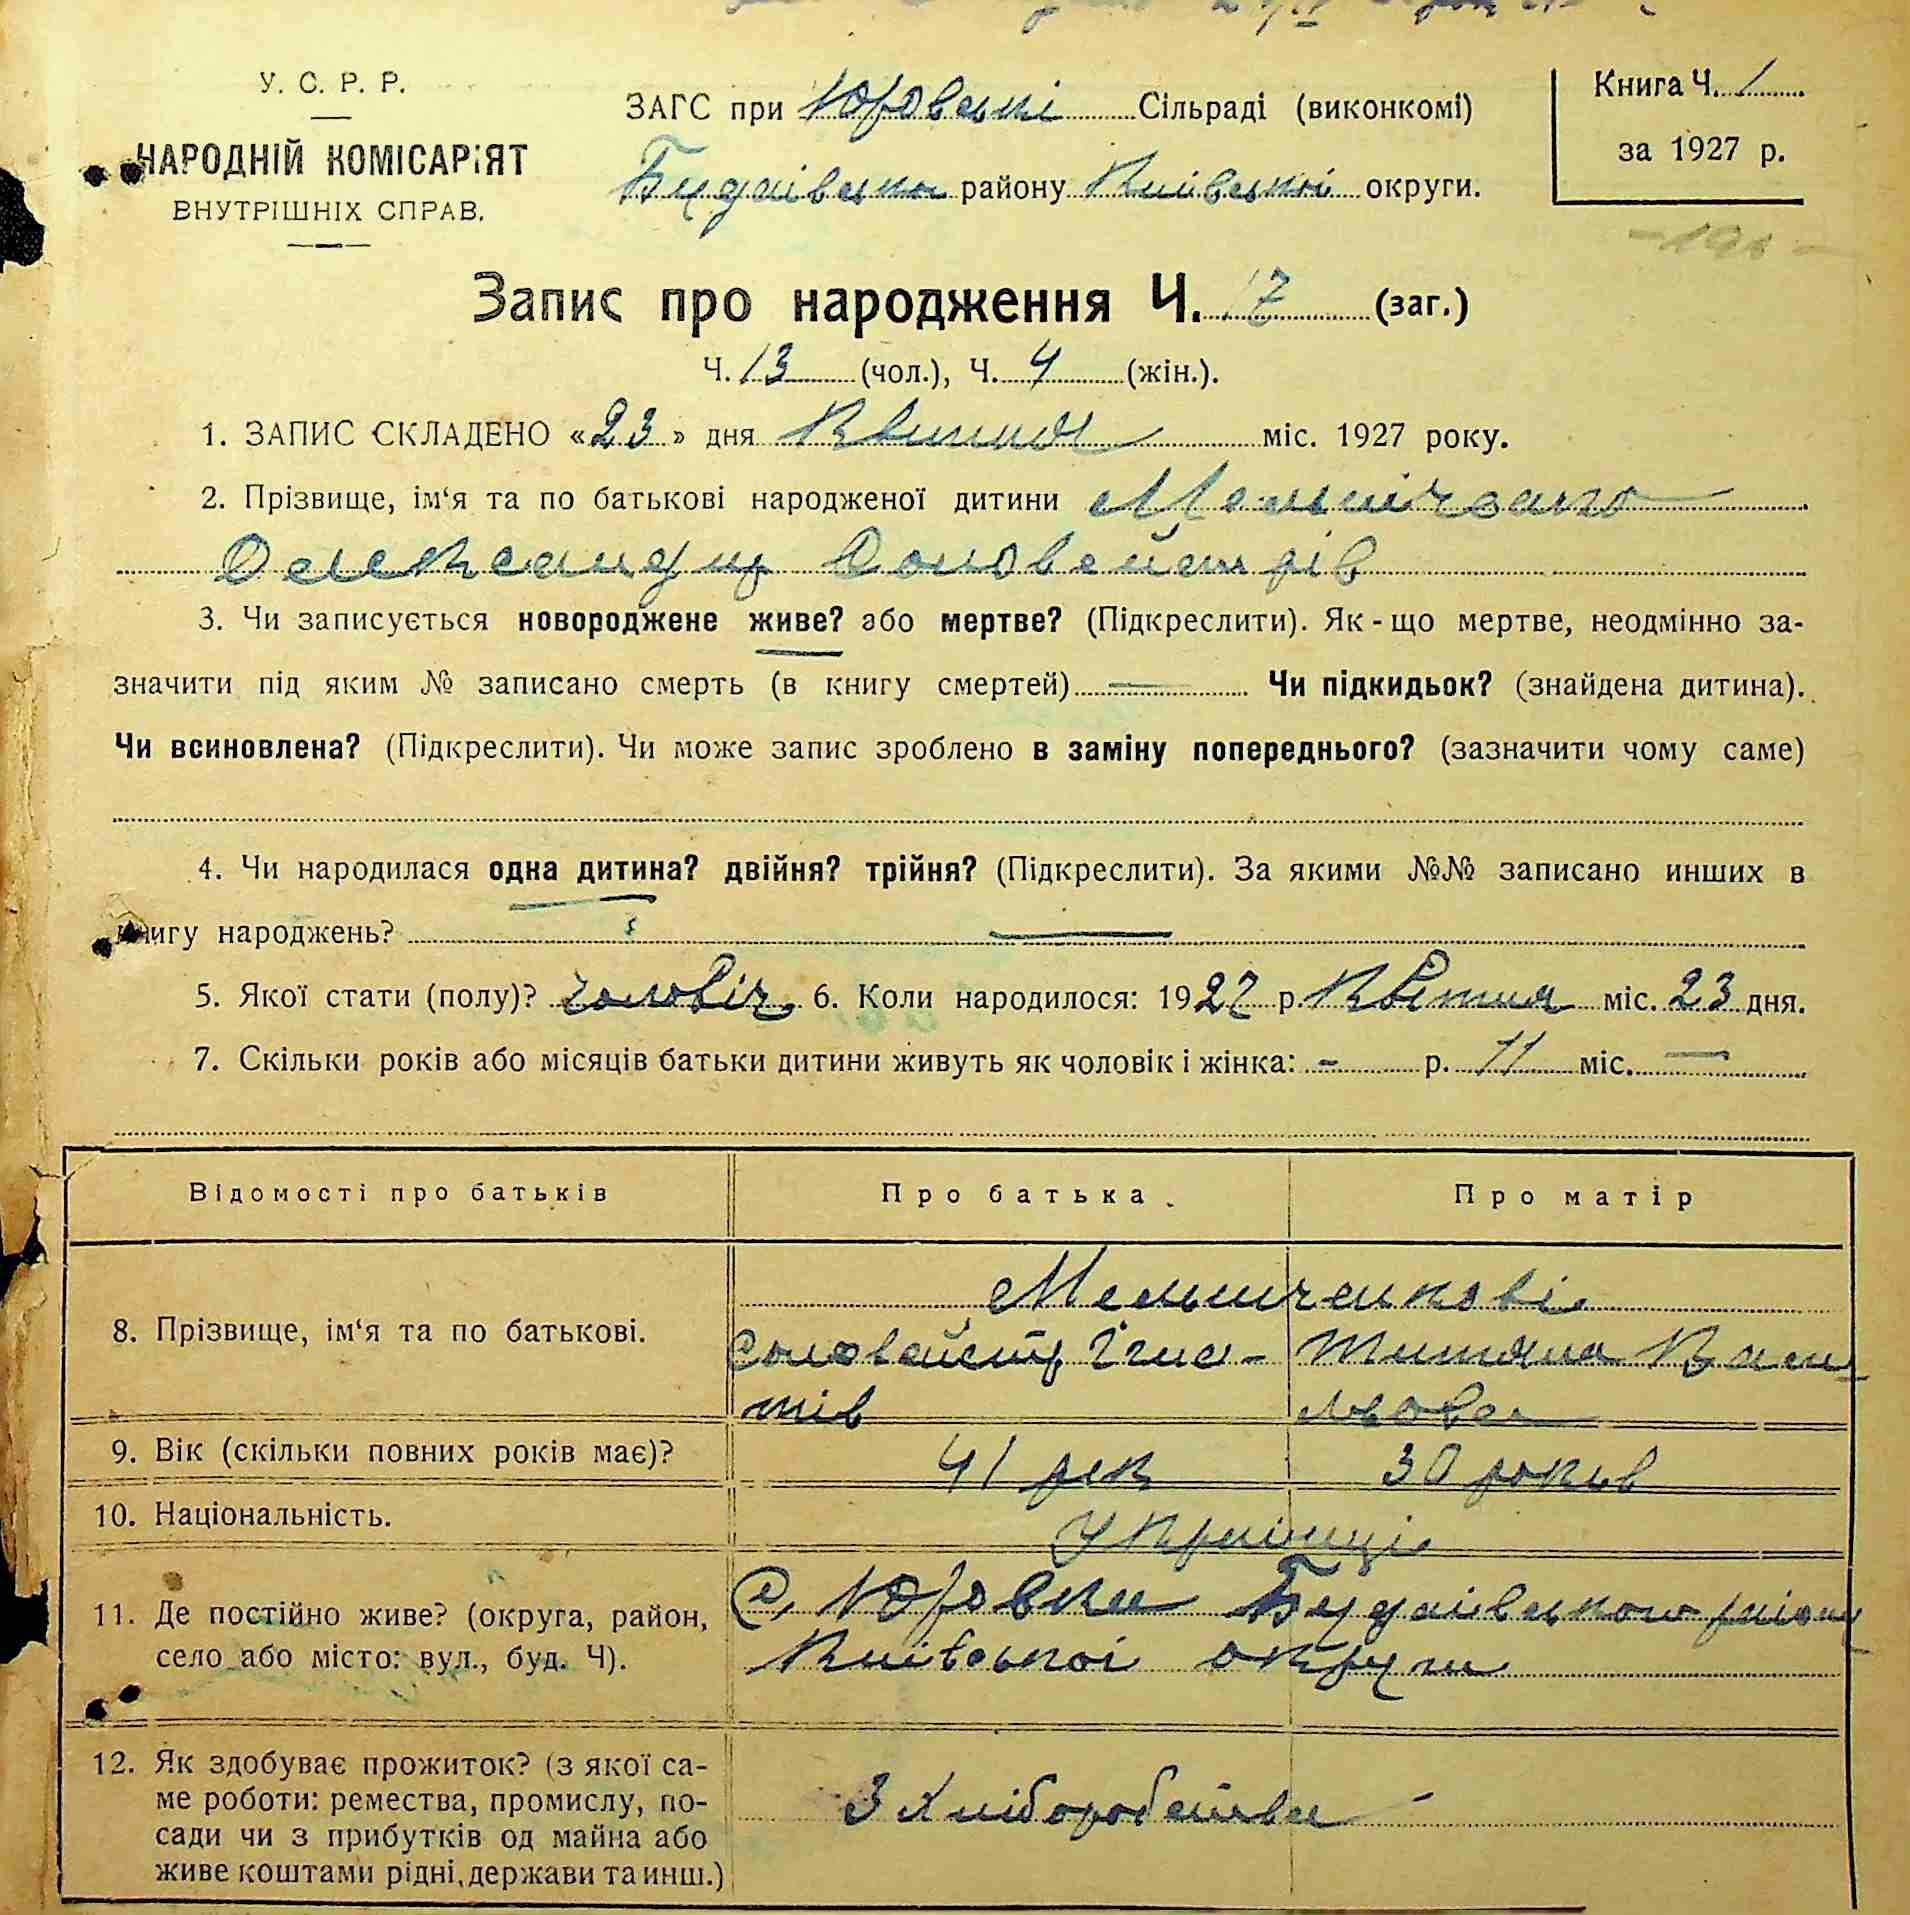 У. С. Р. Р.
НАРОДНІЙ КОМІСАРІЯТ
ВНУТРІШНІХ СПРАВ.
ЗАГС при Юровській Сільраді (виконкомі)
Будаївсько району Київської округи.
Книга Ч. 1
за 1927 р.
Запис про народження Ч. 17 (заг.)
Ч. 13 (чол.), Ч. 4 (жін.).
1. ЗАПИС СКЛАДЕНО «23» дня Квитня міс. 1927 року.
2. Прізвище, ім‘я та по батькові народженої дитини Мельніченко
Олександр
3. Чи записується новороджене живе? або мертве? (Підкреслити). Як-що мертве, неодмінно за-
значити під яким № записано смерть (в книгу смертей) — Чи підкидьок? (знайдена дитина).
Чи всиновлена? (Підкреслити). Чи може запис зроблено в заміну попереднього? (зазначити чому саме)
4. Чи народилася одна дитина? двійня? трійня? (Підкреслити). За якими №№ записано инших в
книгу народжень? —
5. Якої стати (полу)? чоловіч 6. Коли народилося: 1927 р. Квітня міс. 23 дня.
7. Скільки років або місяців батьки дитини живуть як чоловік і жінка: - р. 11 міс. —
Відомості про батьків Про батька. Про матір
8. Прізвище, ім‘я та по батькові.
Мельниченкові
Титяна Васи
льова
9. Вік (скільки повних років має)? 41 рік 30 років
10. Національність. Українці
11. Де постійно живе? (округа, район,
село або місто: вул., буд. Ч).
с. Юровка Будаівського району
Київської округи
12. Як здобуває прожиток? (з якої са-
ме роботи: ремества, промислу, по-
сади чи з прибутків од майна або
живе коштами рідні, держави та инш.)
З Хліборобства